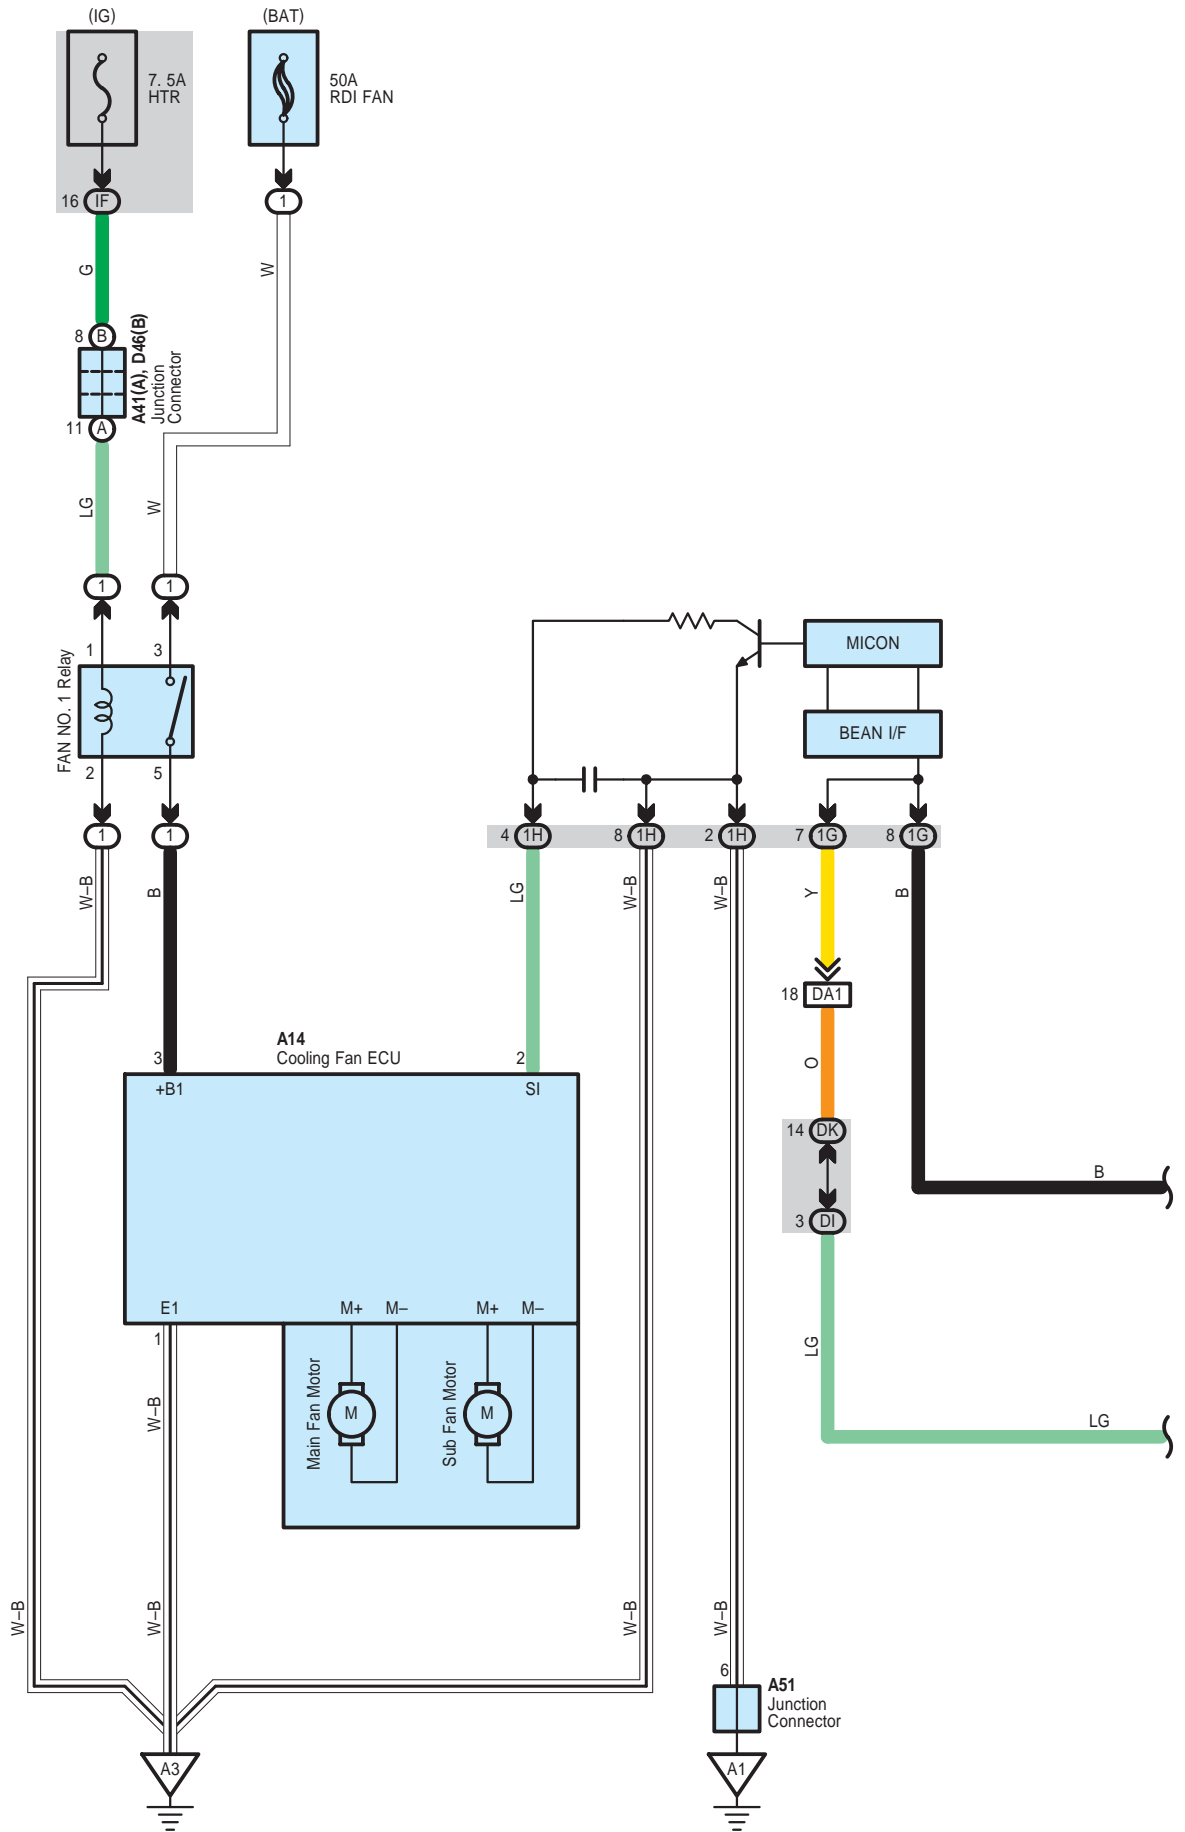 (IG)
(BAT)
7. 5A
HTR
50A
RDI FAN
16
IF
1
G
W
8
B
A41(A), D46(B)
Junction
Connector
11
A
LG
W
1
1
1
3
FAN NO. 1 Relay
2
5
MICON
BEAN I/F
1
1
4
1H
8
1H
2
1H
7
1G
8
1G
W–B
B
LG
W–B
W–B
Y
B
18
DA1
A14
Cooling Fan ECU
3
2
+B1
SI
O
14
DK
B
3
DI
E1
M+
M–
M+
M–
1
LG
W–B
Main Fan Motor
M
Sub Fan Motor
M
LG
W–B
W–B
W–B
W–B
6
A51
Junction
Connector
A3
A1